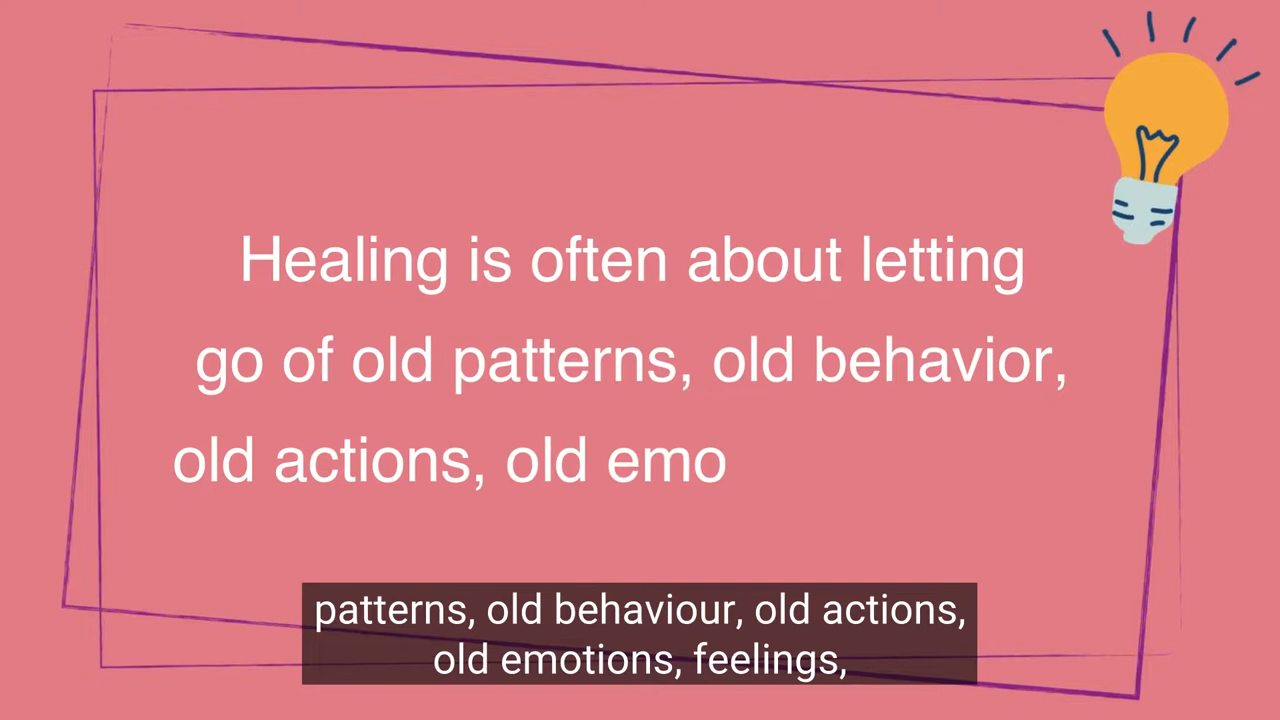 Healing is often about letting
go of old patterns, old behavior,
old actions, old emo
patterns, old behaviour, old actions,
old emotions, feelings,